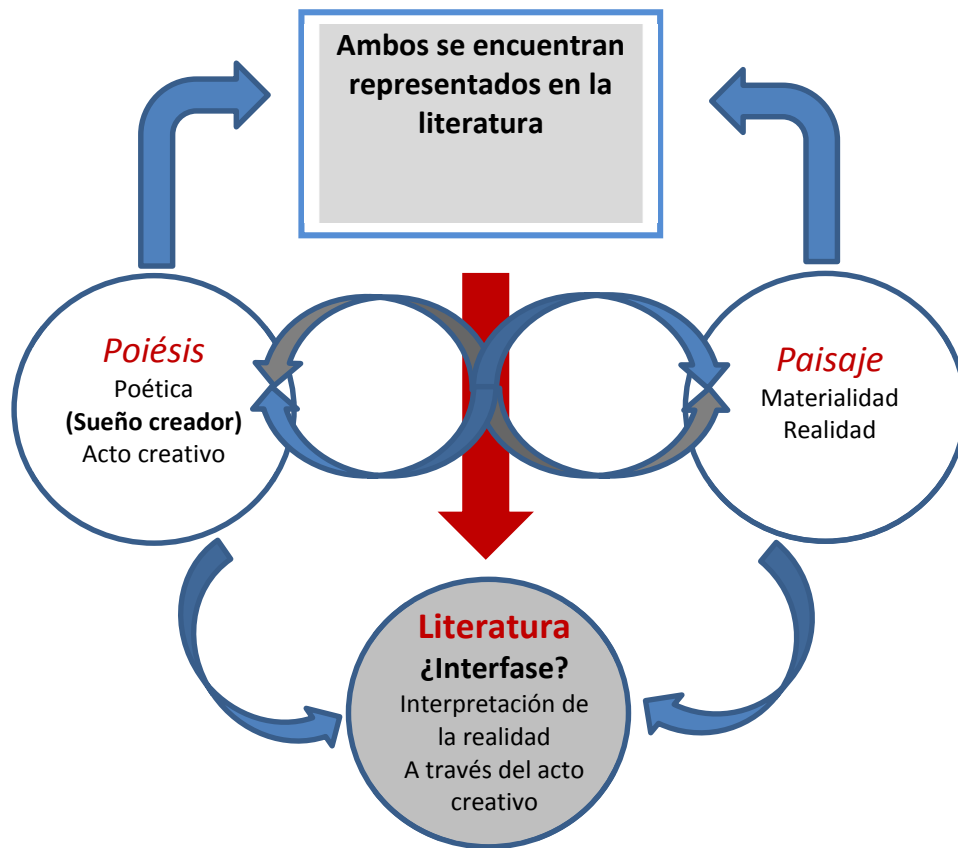 Ambos se encuentran
representados en la
literatura
Poiésis
Poética
(Sueño creador)
Acto creativo
Paisaje
Materialidad
Realidad
Literatura
¿Interfase?
Interpretación de
la realidad
A través del acto
creativo